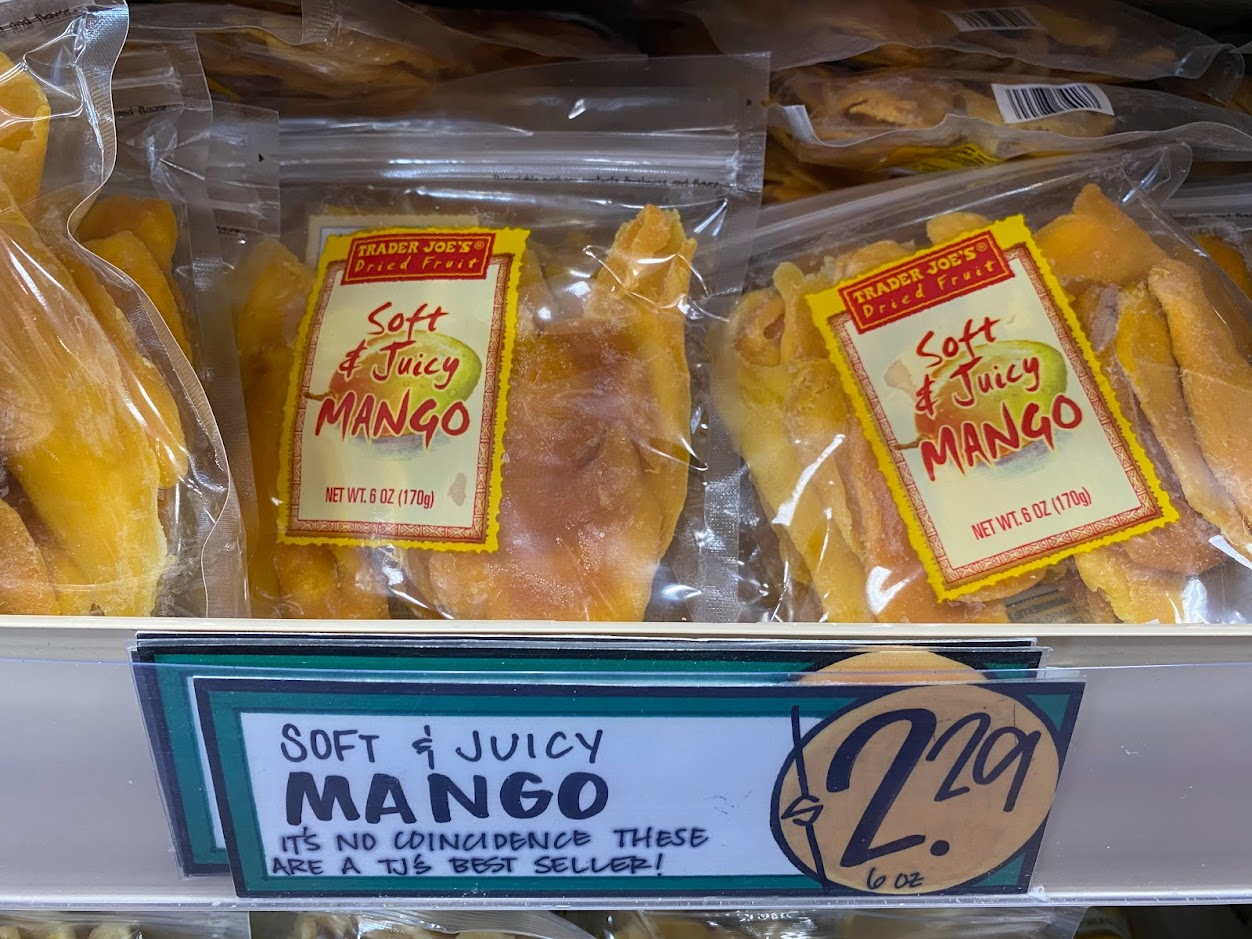 TRADER JOE'S®
Dried Fruit
Soft
& Juicy
MANGO
NET WT. 6 OZ (170g)
TRADER JOE'S®
Dried Fruit
Soft
& Juicy
MANGO
NET WT. 6 OZ (170g)
SOFT & JUICY
MANGO
IT'S NO COINCIDENCE THESE
ARE A TJ'S BEST SELLER!
$2.29
6 OZ